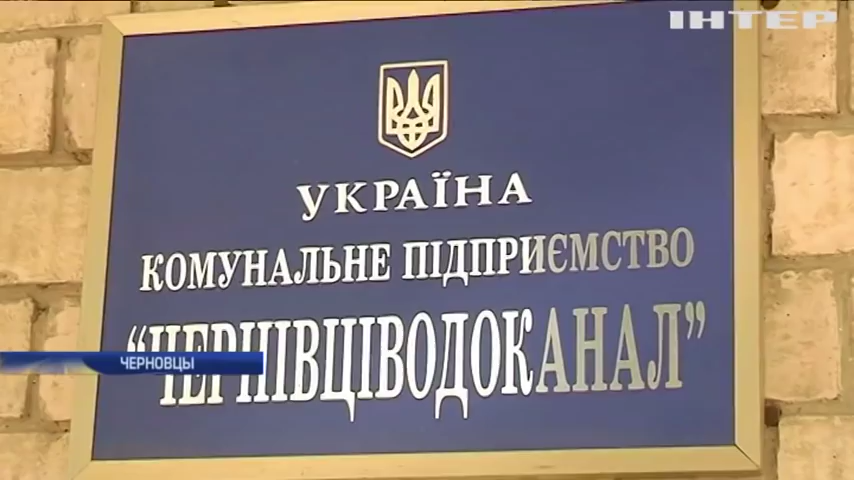 ІНТЕР
УКРАЇНА
КОМУНАЛЬНЕ ПІДПРИЄМСТВО
“ЧЕРНІВЦІВОДОКАНАЛ”
ЧЕРНОВЦЫ